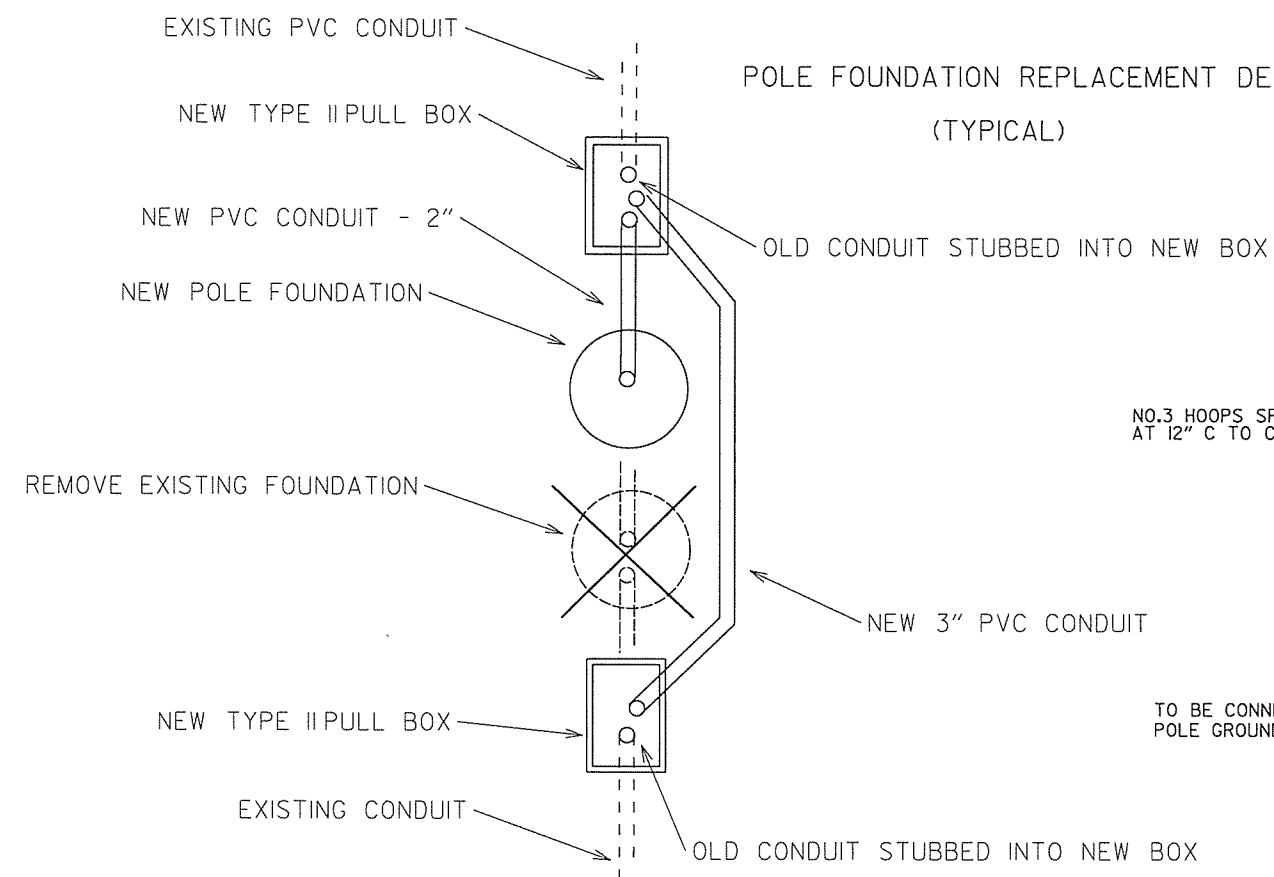 EXISTING PVC CONDUIT
POLE FOUNDATION REPLACEMENT DE
(TYPICAL)
NEW TYPE II PULL BOX
NEW PVC CONDUIT - 2"
OLD CONDUIT STUBBED INTO NEW BOX
NEW POLE FOUNDATION
NO.3 HOOPS
AT 12" C TO C
REMOVE EXISTING FOUNDATION
NEW 3" PVC CONDUIT
TO BE CONN
POLE GROUN
NEW TYPE II PULL BOX
EXISTING CONDUIT
OLD CONDUIT STUBBED INTO NEW BOX